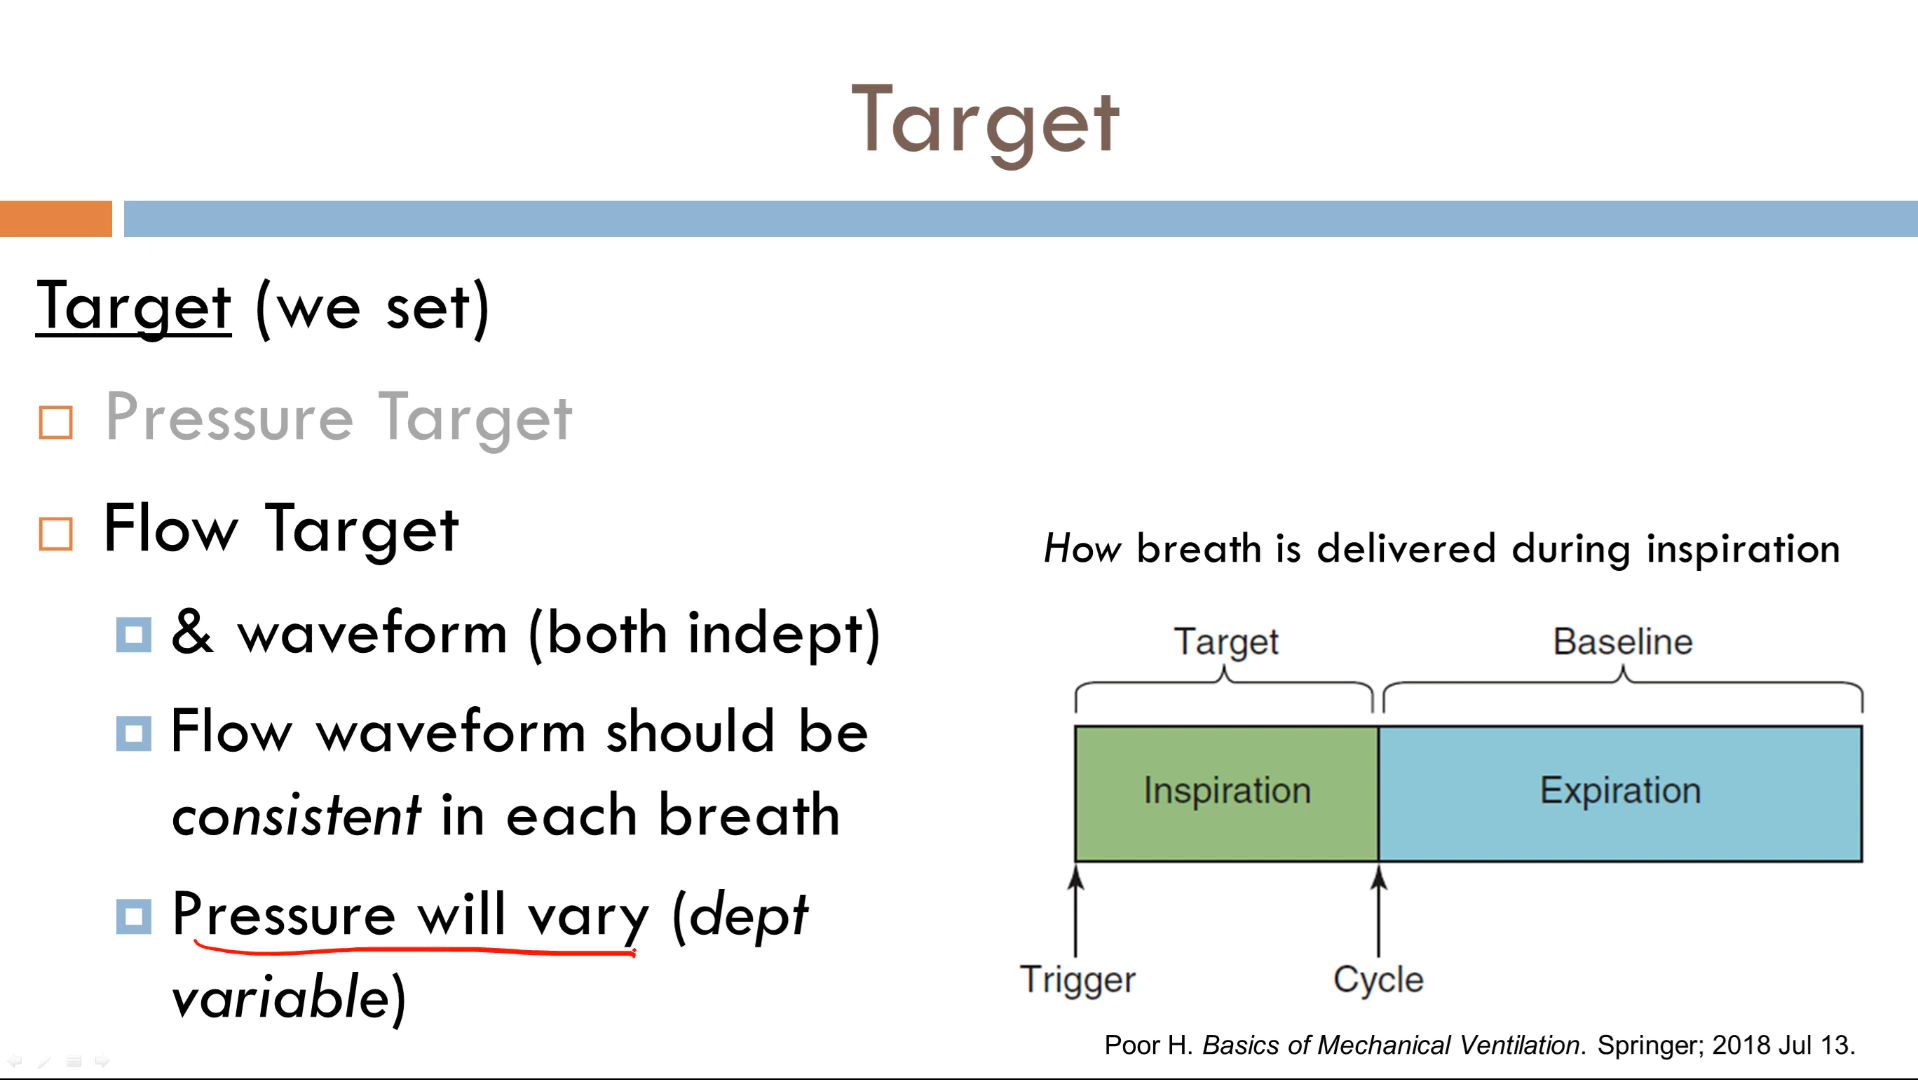 Target
Target (we set)
Pressure Target
Flow Target
& waveform (both indept)
Flow waveform should be
consistent in each breath
Pressure will vary (dept
variable)
How breath is delivered during inspiration
Target
Baseline
Inspiration
Expiration
Trigger
Cycle
Poor H. Basics of Mechanical Ventilation. Springer; 2018 Jul 13.